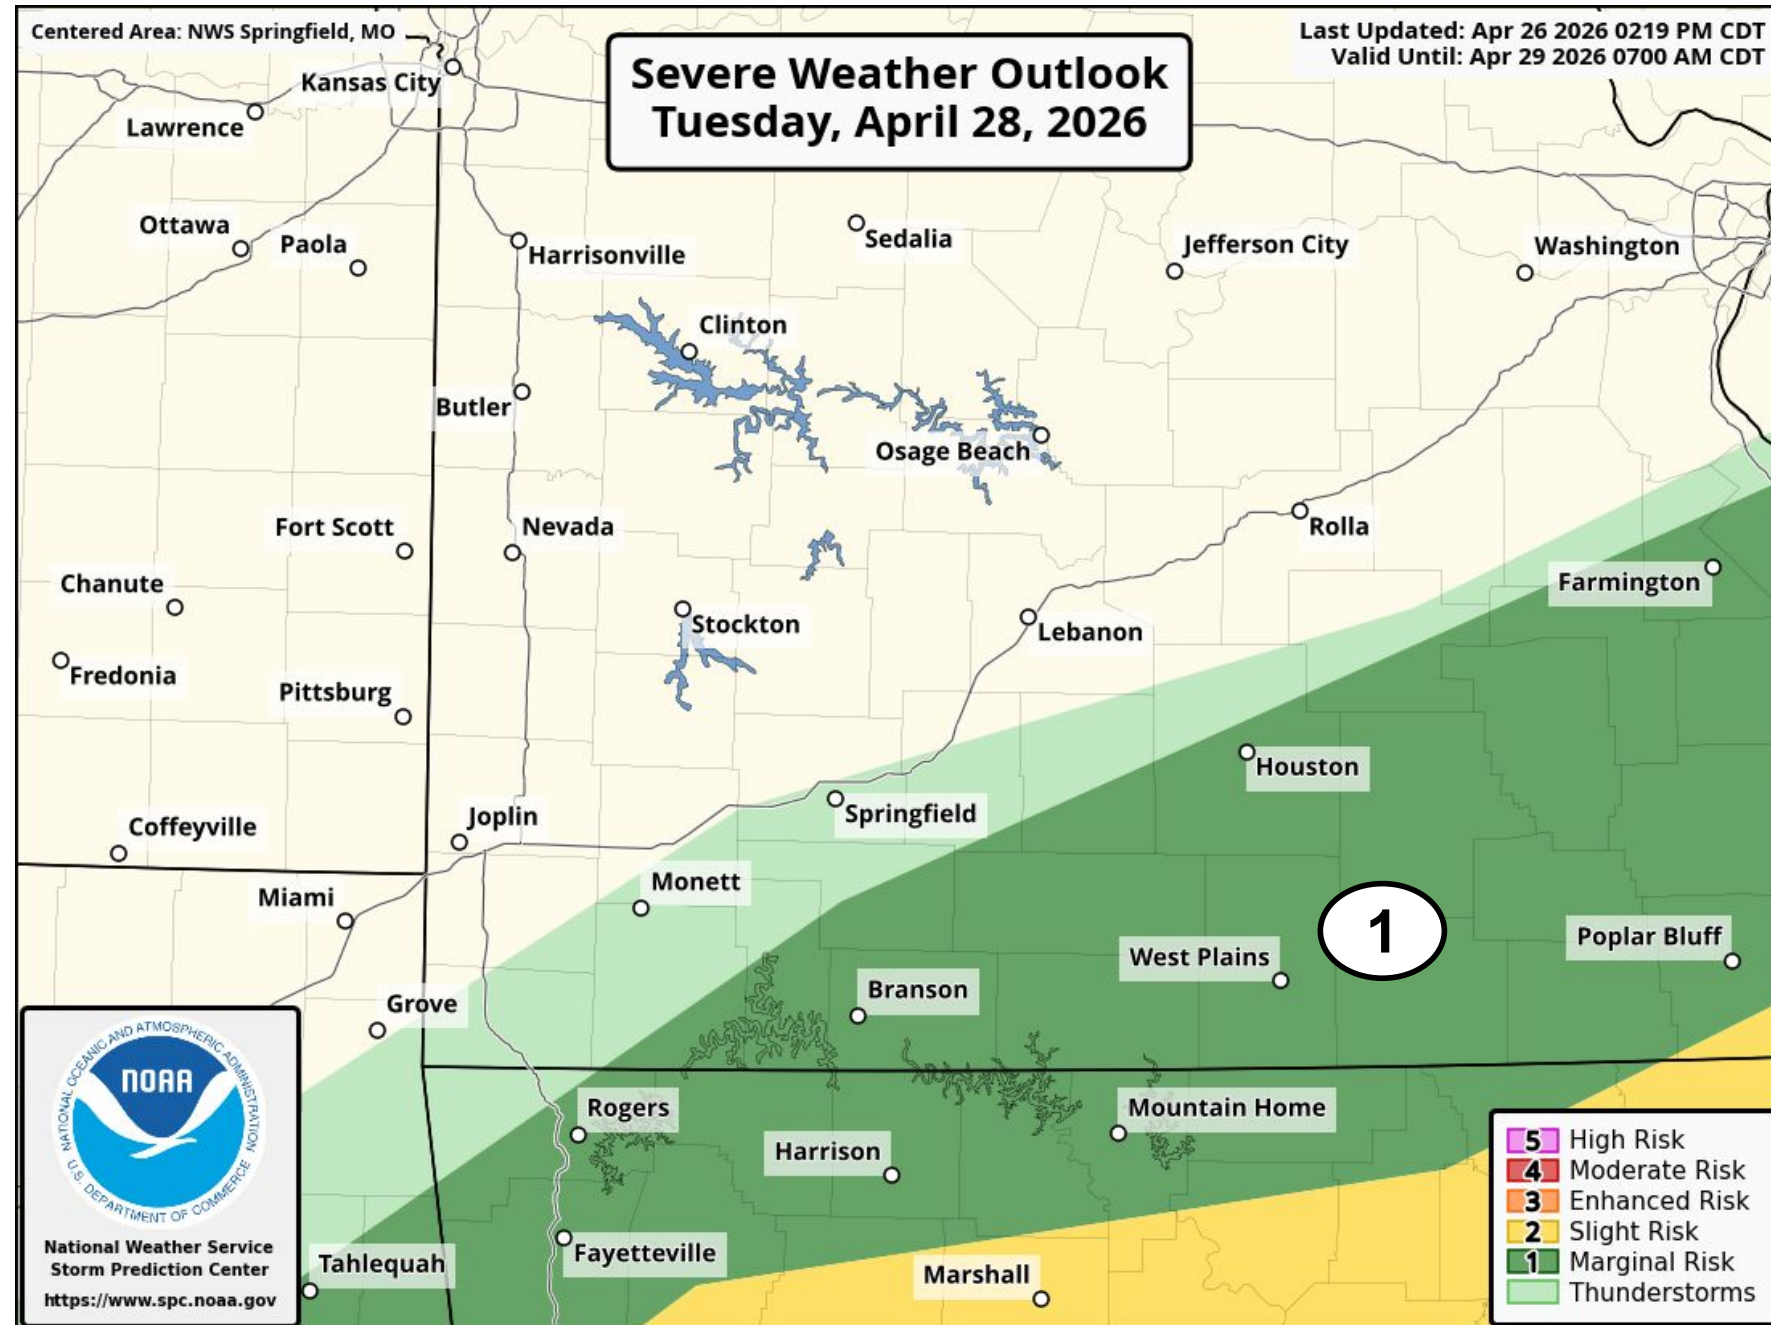 Centered Area: NWS Springfield, MO
Last Updated: Apr 26 2026 0219 PM CDT
Valid Until: Apr 29 2026 0700 AM CDT
Severe Weather Outlook
Tuesday, April 28, 2026
Kansas City
Lawrence
Ottawa
Paola
Harrisonville
Sedalia
Jefferson City
Washington
Clinton
Butler
Osage Beach
Fort Scott
Nevada
Rolla
Chanute
Farmington
Stockton
Lebanon
Fredonia
Pittsburg
Houston
Coffeyville
Joplin
Springfield
Monett
Miami
1
Poplar Bluff
West Plains
Branson
Grove
Rogers
Mountain Home
Harrison
Fayetteville
Tahlequah
Marshall
NATIONAL OCEANIC AND ATMOSPHERIC ADMINISTRATION
NOAA
U.S. DEPARTMENT OF COMMERCE
National Weather Service
Storm Prediction Center
https://www.spc.noaa.gov
5 High Risk
4 Moderate Risk
3 Enhanced Risk
2 Slight Risk
1 Marginal Risk
Thunderstorms